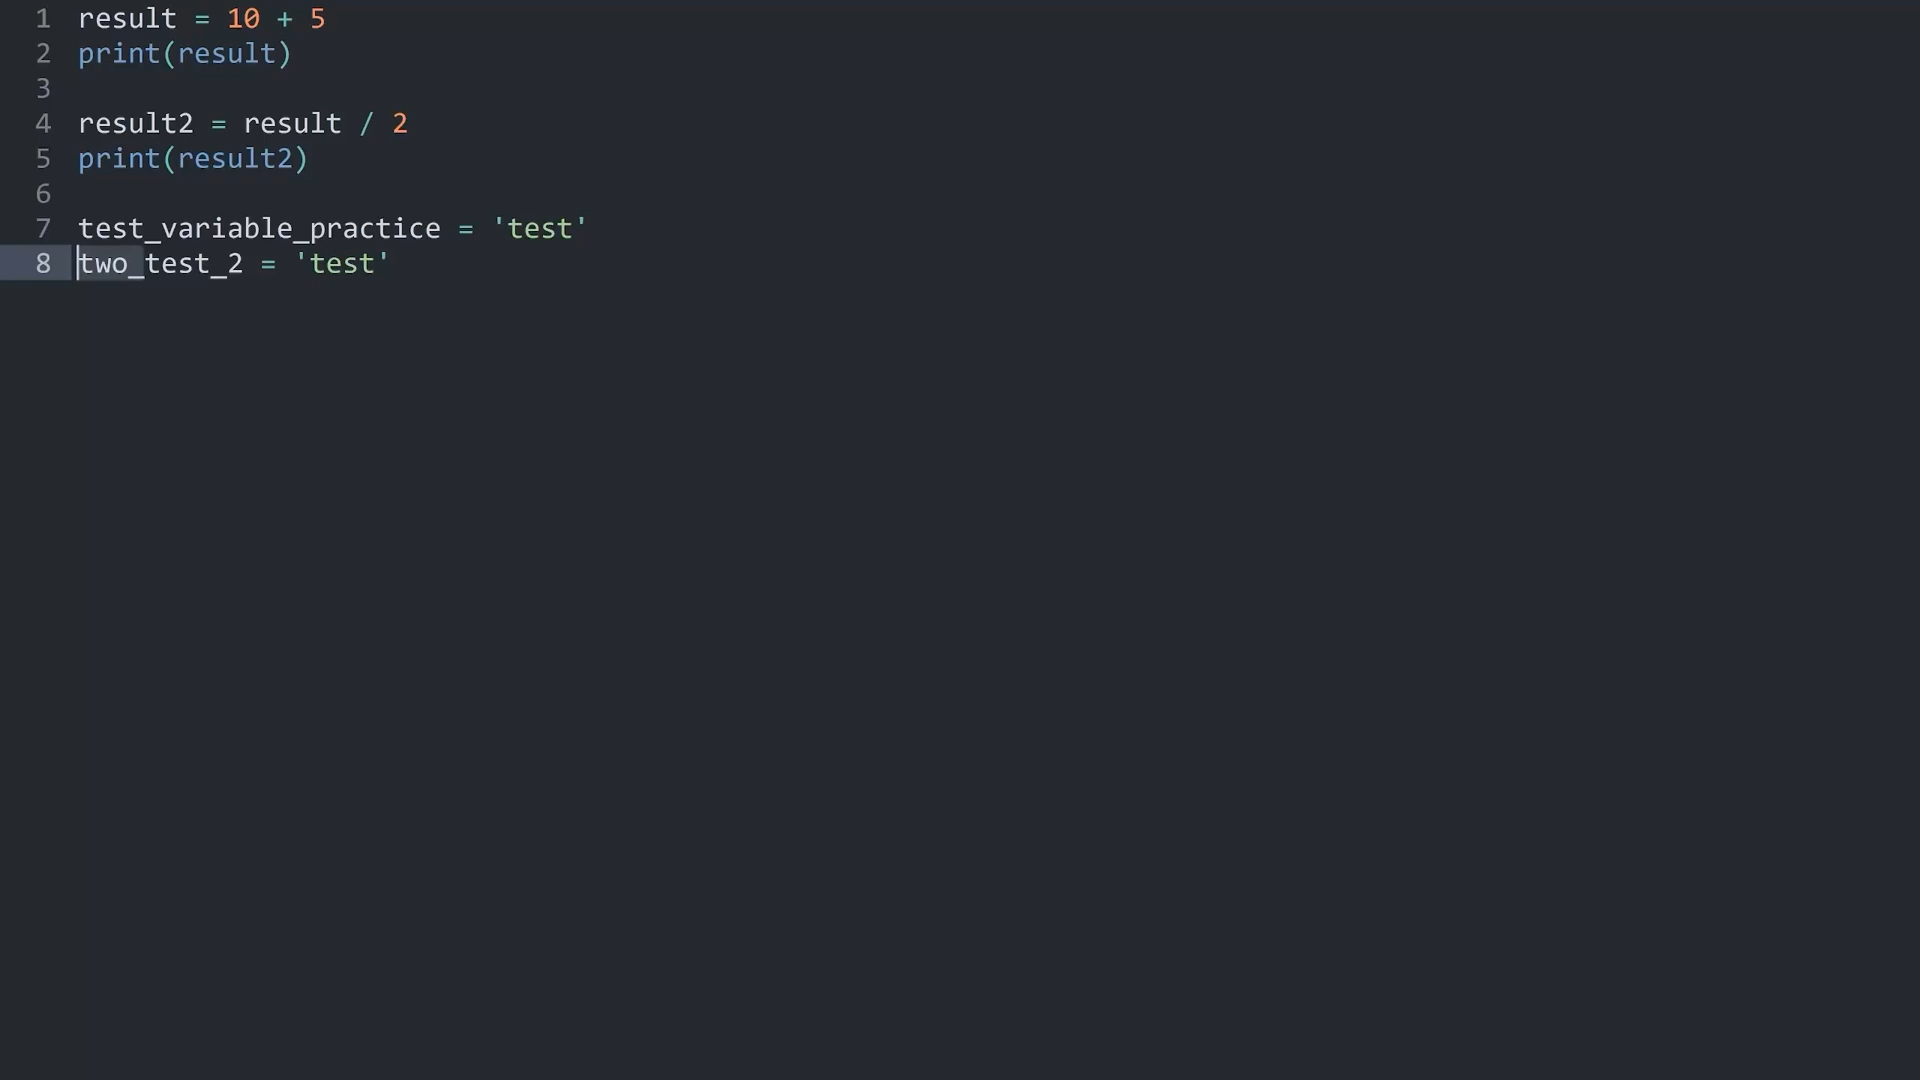 1 result = 10 + 5
2 print(result)
3
4 result2 = result / 2
5 print(result2)
6
7 test_variable_practice = 'test'
8 two_test_2 = 'test'